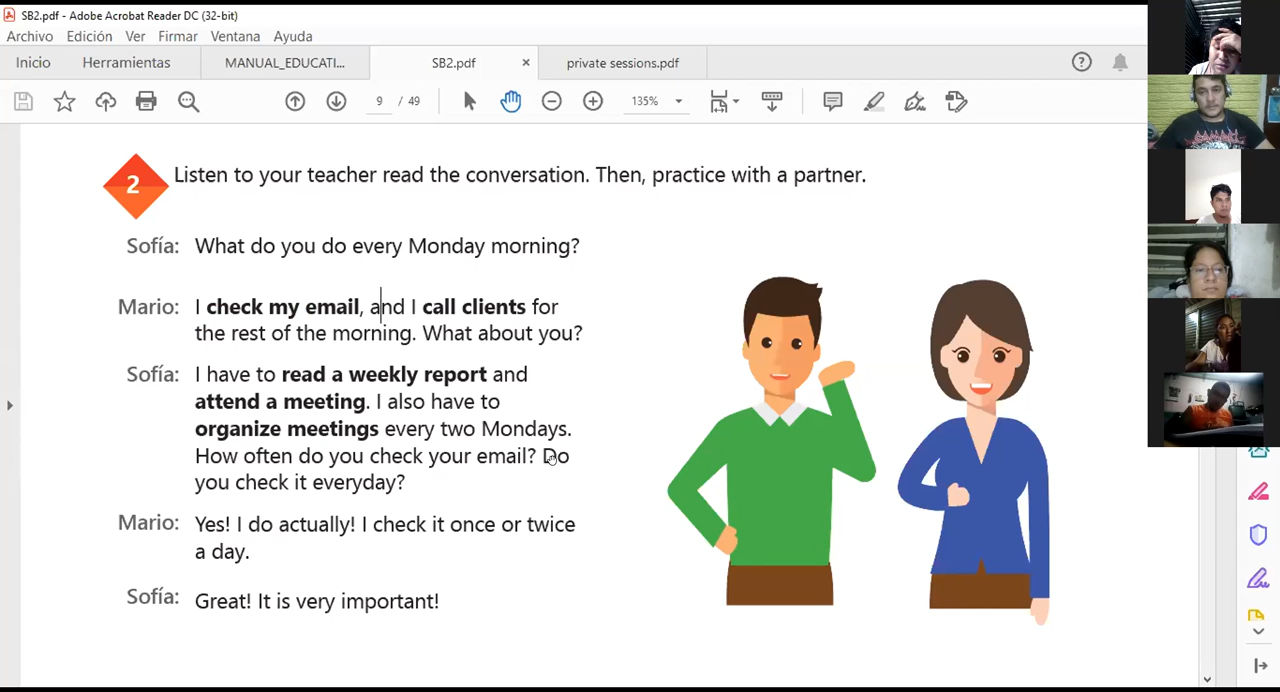 SB2.pdf - Adobe Acrobat Reader DC (32-bit)
Archivo Edición Ver Firmar Ventana Ayuda
Inicio Herramientas MANUAL_EDUCATI... SB2.pdf × private sessions.pdf
9 / 49 135%
2 Listen to your teacher read the conversation. Then, practice with a partner.
Sofía: What do you do every Monday morning?
Mario: I check my email, and I call clients for
the rest of the morning. What about you?
Sofía: I have to read a weekly report and
attend a meeting. I also have to
organize meetings every two Mondays.
How often do you check your email? Do
you check it everyday?
Mario: Yes! I do actually! I check it once or twice
a day.
Sofía: Great! It is very important!